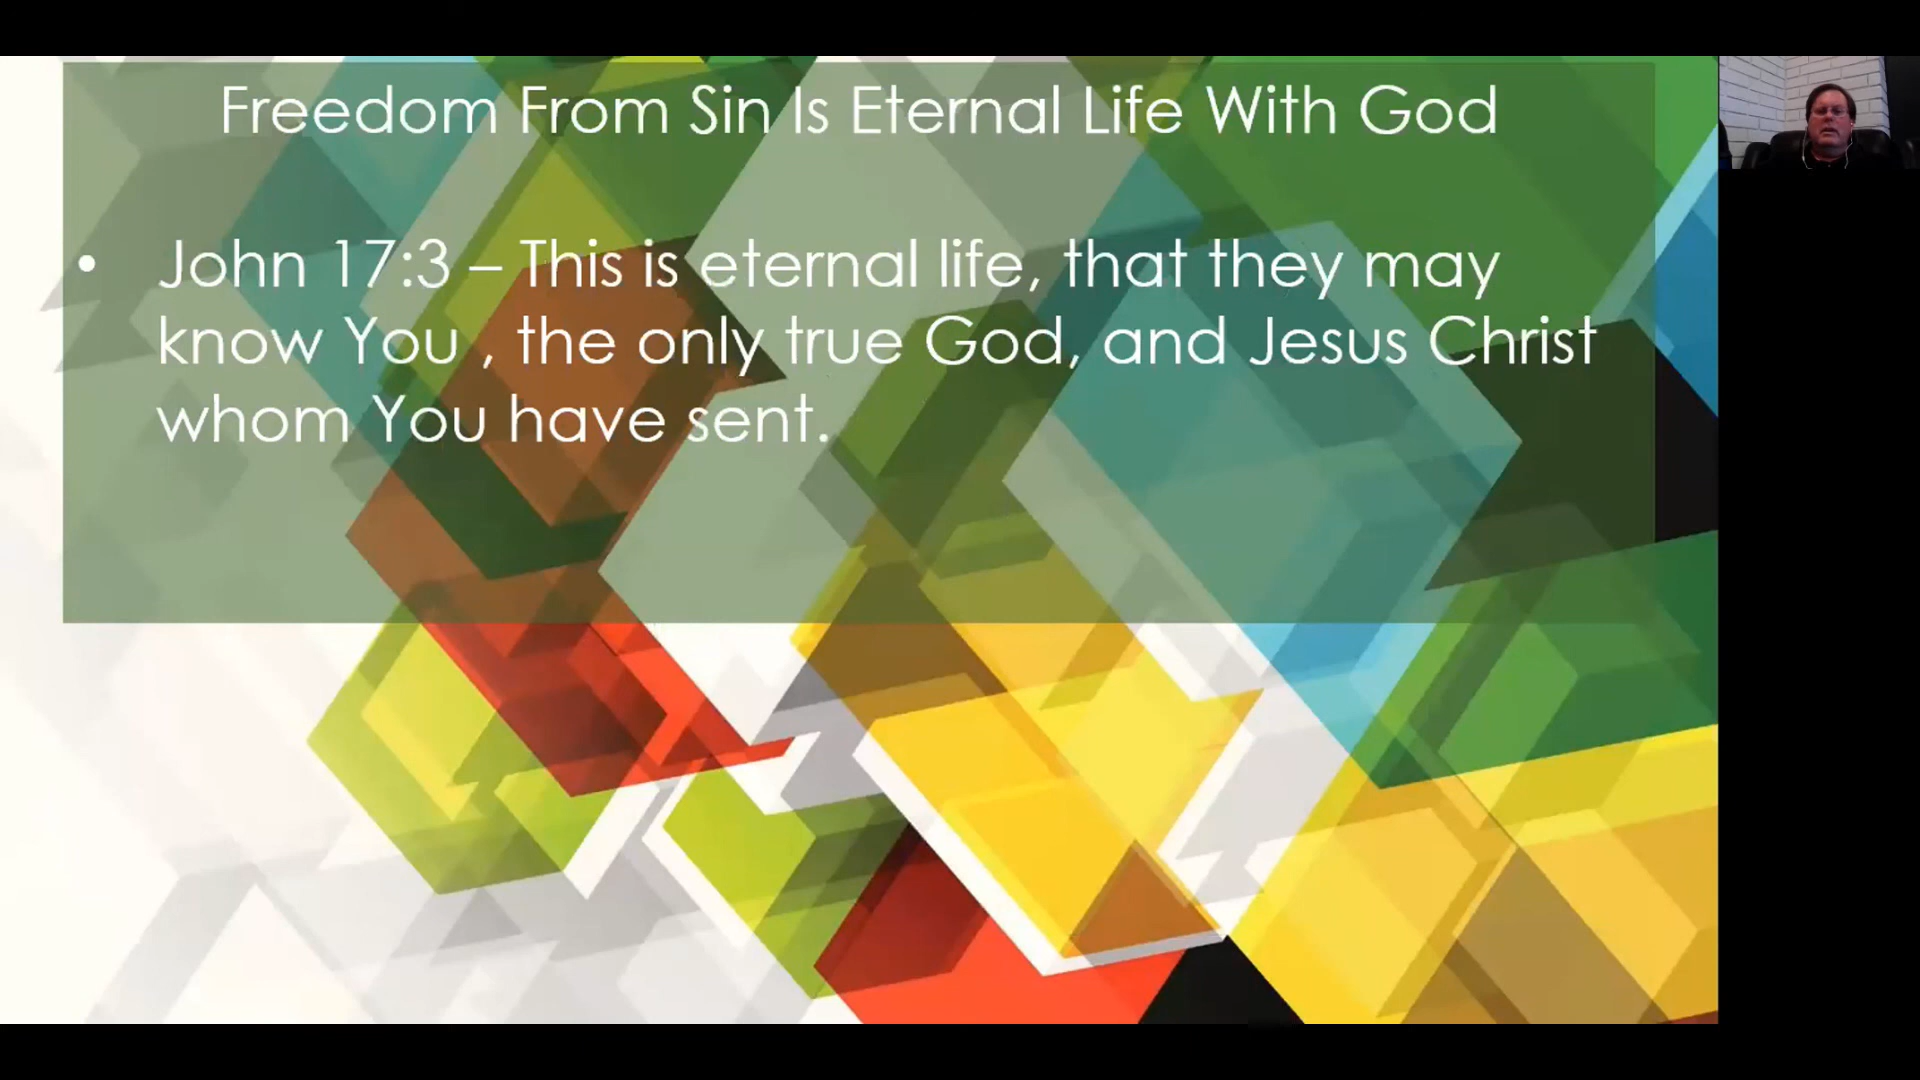 Freedom From Sin Is Eternal Life With God
• John 17:3 – This is eternal life, that they may
know You , the only true God, and Jesus Christ
whom You have sent.